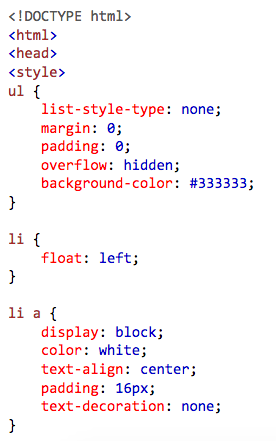 <!DOCTYPE html>
<html>
<head>
<style>
ul {
    list-style-type: none;
    margin: 0;
    padding: 0;
    overflow: hidden;
    background-color: #333333;
}

li {
    float: left;
}

li a {
    display: block;
    color: white;
    text-align: center;
    padding: 16px;
    text-decoration: none;
}